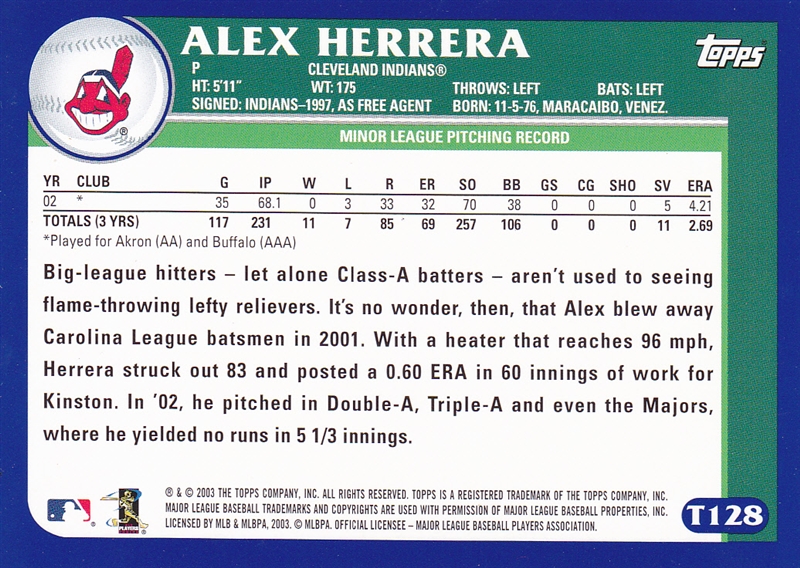 ALEX HERRERA
topps
P CLEVELAND INDIANS®
HT: 5'11" WT: 175 THROWS: LEFT BATS: LEFT
SIGNED: INDIANS–1997, AS FREE AGENT BORN: 11-5-76, MARACAIBO, VENEZ.
®
MINOR LEAGUE PITCHING RECORD
YR CLUB G IP W L R ER SO BB GS CG SHO SV ERA
02 * 35 68.1 0 3 33 32 70 38 0 0 0 5 4.21
TOTALS (3 YRS) 117 231 11 7 85 69 257 106 0 0 0 11 2.69
*Played for Akron (AA) and Buffalo (AAA)
Big-league hitters – let alone Class-A batters – aren't used to seeing
flame-throwing lefty relievers. It's no wonder, then, that Alex blew away
Carolina League batsmen in 2001. With a heater that reaches 96 mph,
Herrera struck out 83 and posted a 0.60 ERA in 60 innings of work for
Kinston. In '02, he pitched in Double-A, Triple-A and even the Majors,
where he yielded no runs in 5 1/3 innings.
® & © 2003 THE TOPPS COMPANY, INC. ALL RIGHTS RESERVED. TOPPS IS A REGISTERED TRADEMARK OF THE TOPPS COMPANY, INC.
MAJOR LEAGUE BASEBALL TRADEMARKS AND COPYRIGHTS ARE USED WITH PERMISSION OF MAJOR LEAGUE BASEBALL PROPERTIES, INC.
LICENSED BY MLB & MLBPA, 2003. © MLBPA. OFFICIAL LICENSEE – MAJOR LEAGUE BASEBALL PLAYERS ASSOCIATION.
PLAYERS
T128